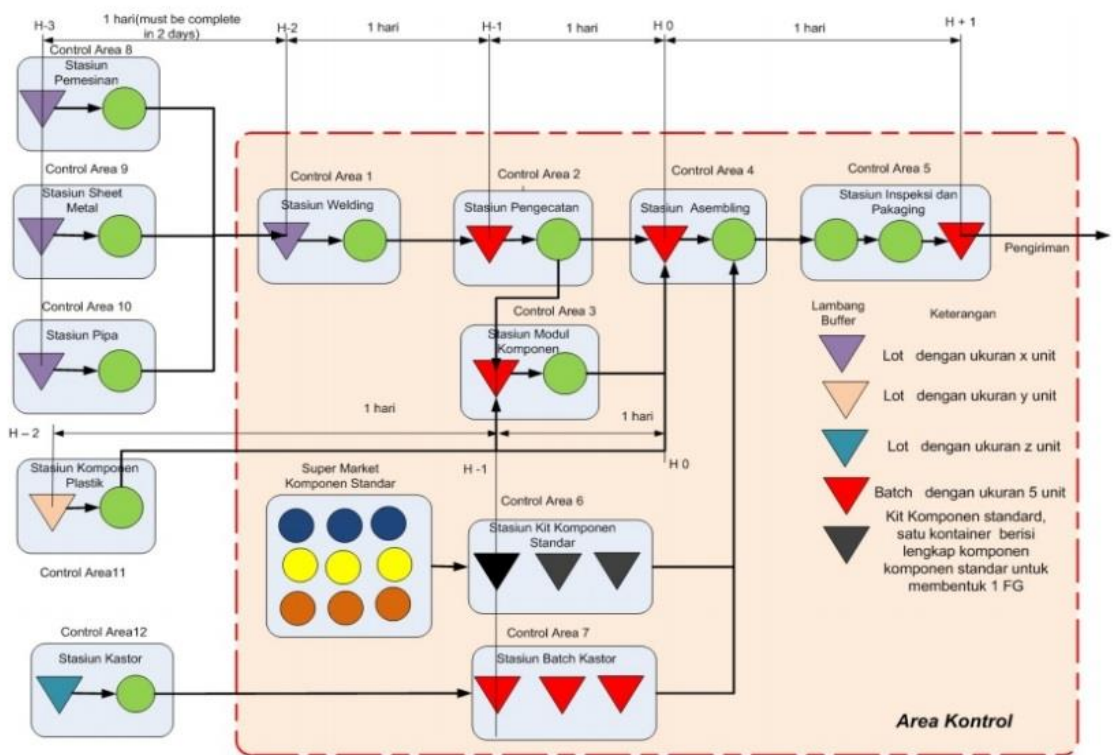 1 hari(must be complete
in 2 days)
H-3
H-2
1 hari
H-1
1 hari
H 0
1 hari
H + 1
Control Area 8
Stasiun
Pemesinan
Control Area 9
Stasiun Sheet
Metal
Control Area 10
Stasiun Pipa
Control Area 1
Stasiun Welding
Control Area 2
Stasiun Pengecatan
Control Area 4
Stasiun Asembling
Control Area 5
Stasiun Inspeksi dan
Pakaging
Pengiriman
Control Area 3
Stasiun Modul
Komponen
Lambang
Buffer
Keterangan
Lot dengan ukuran x unit
Lot dengan ukuran y unit
Lot dengan ukuran z unit
Batch dengan ukuran 5 unit
Kit Komponen standard,
satu kontainer berisi
lengkap komponen
komponen standar untuk
membentuk 1 FG
H – 2
1 hari
1 hari
H -1
H 0
Stasiun Komponen
Plastik
Control Area11
Super Market
Komponen Standar
Control Area 6
Stasiun Kit Komponen
Standar
Control Area 7
Stasiun Batch Kastor
Control Area12
Stasiun Kastor
Area Kontrol